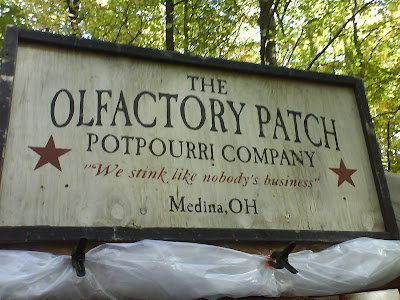 THE
OLFACTORY PATCH
POTPOURRI COMPANY
"We stink like nobody's business"
Medina, OH